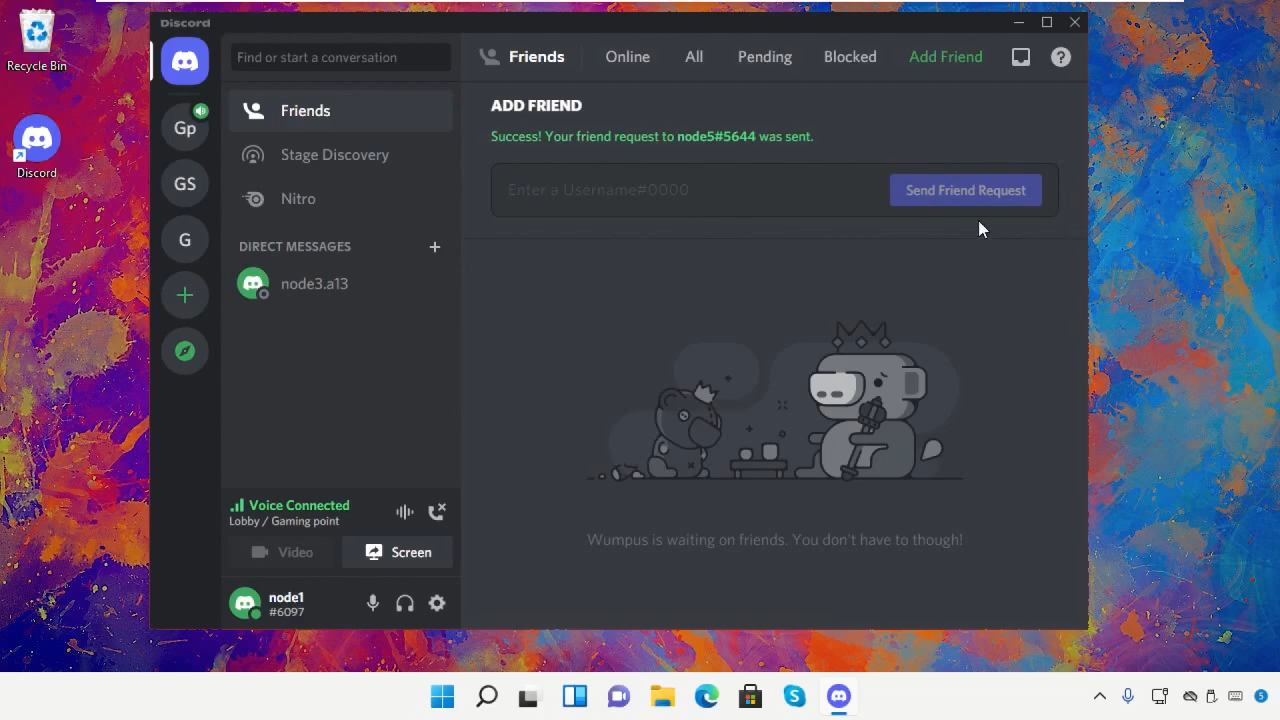 Discord
Recycle Bin
Discord
Gp
GS
G
Find or start a conversation
Friends
Stage Discovery
Nitro
DIRECT MESSAGES
node3.a13
Voice Connected
Lobby / Gaming point
Video
Screen
node1
#6097
Friends
Online
All
Pending
Blocked
Add Friend
ADD FRIEND
Success! Your friend request to node5#5644 was sent.
Enter a Username#0000
Send Friend Request
Wumpus is waiting on friends. You don't have to though!
5